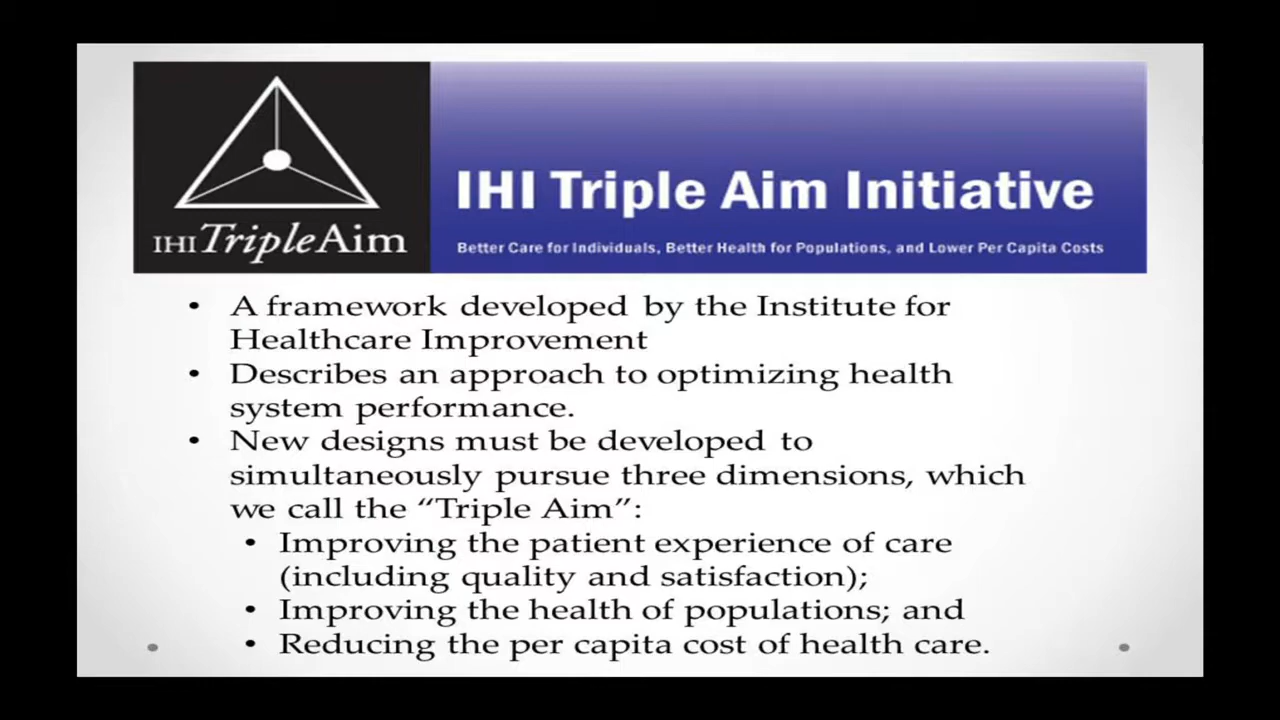 IHI Triple Aim
IHI Triple Aim Initiative
Better Care for Individuals, Better Health for Populations, and Lower Per Capita Costs
• A framework developed by the Institute for
Healthcare Improvement
• Describes an approach to optimizing health
system performance.
• New designs must be developed to
simultaneously pursue three dimensions, which
we call the “Triple Aim”:
• Improving the patient experience of care
(including quality and satisfaction);
• Improving the health of populations; and
• Reducing the per capita cost of health care.